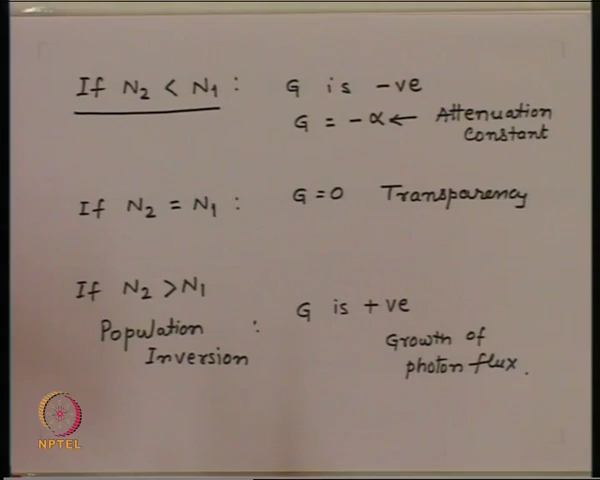 If N₂ < N₁ : G is -ve
G = -α ← Attenuation
Constant
If N₂ = N₁ : G = 0 Transparency
If N₂ > N₁
Population : G is +ve
Inversion Growth of
photon flux.
NPTEL